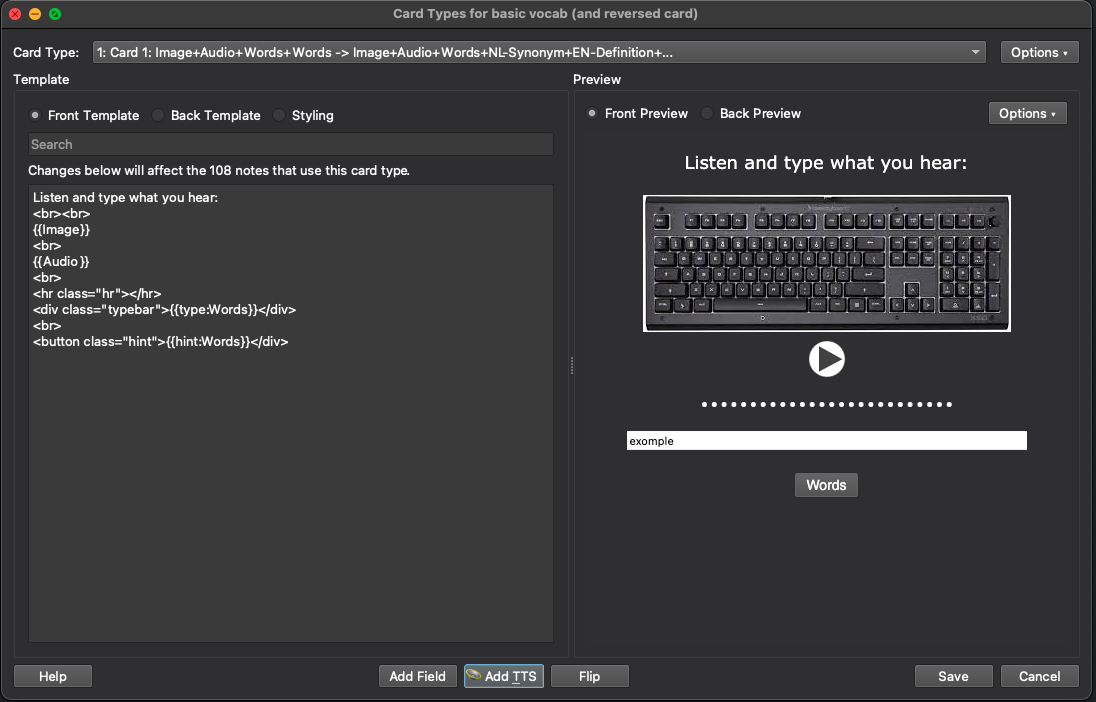 Card Types for basic vocab (and reversed card)
Card Type: 1: Card 1: Image+Audio+Words+Words -> Image+Audio+Words+NL-Synonym+EN-Definition+... Options
Template
Preview
Front Template Back Template Styling
Front Preview Back Preview Options
Search
Changes below will affect the 108 notes that use this card type.
Listen and type what you hear:
<br><br>
{{Image}}
<br>
{{Audio}}
<br>
<hr class="hr"></hr>
<div class="typebar">{{type:Words}}</div>
<br>
<button class="hint">{{hint:Words}}</div>
Listen and type what you hear:
exomple
Words
Help Add Field Add TTS Flip Save Cancel